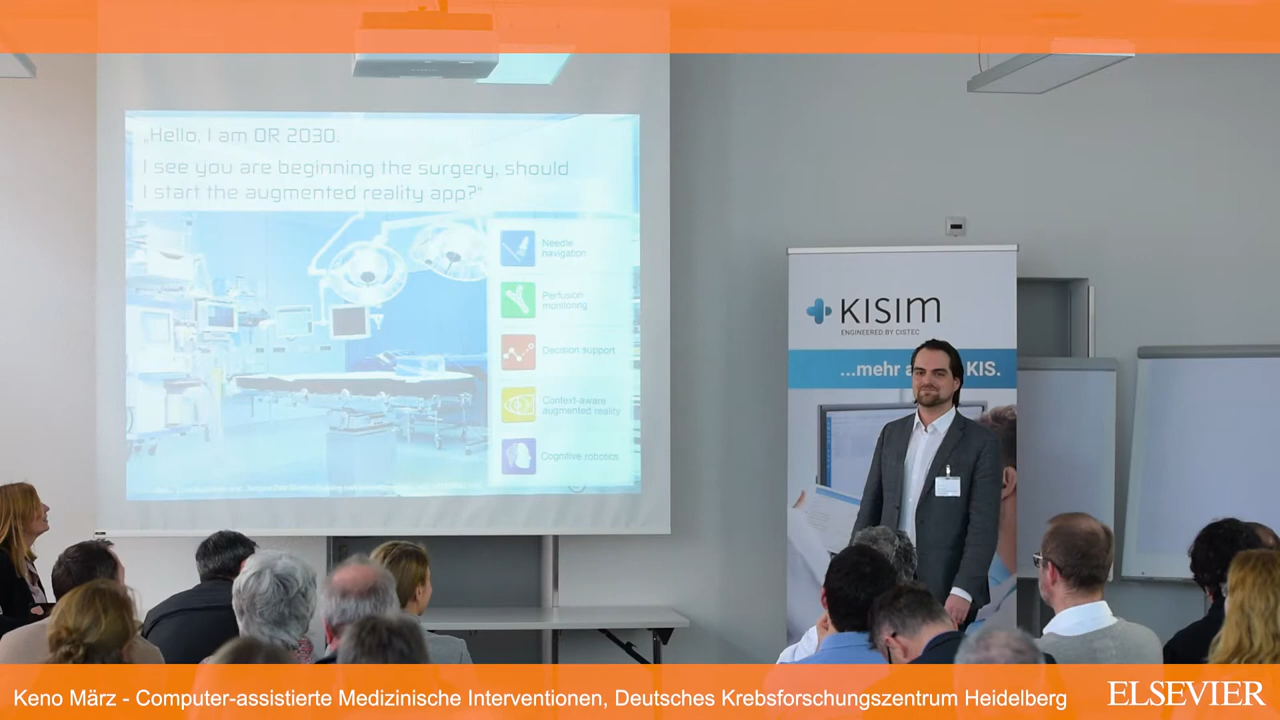 „Hello, I am OR 2030.
I see you are beginning the surgery, should
I start the augmented reality app?"
Needle
navigation
Perfusion
monitoring
Decision support
Context-aware
augmented reality
Cognitive robotics
KISIM
ENGINEERED BY CISTEC
...mehr a
KIS.
Keno März - Computer-assistierte Medizinische Interventionen, Deutsches Krebsforschungszentrum Heidelberg
ELSEVIER